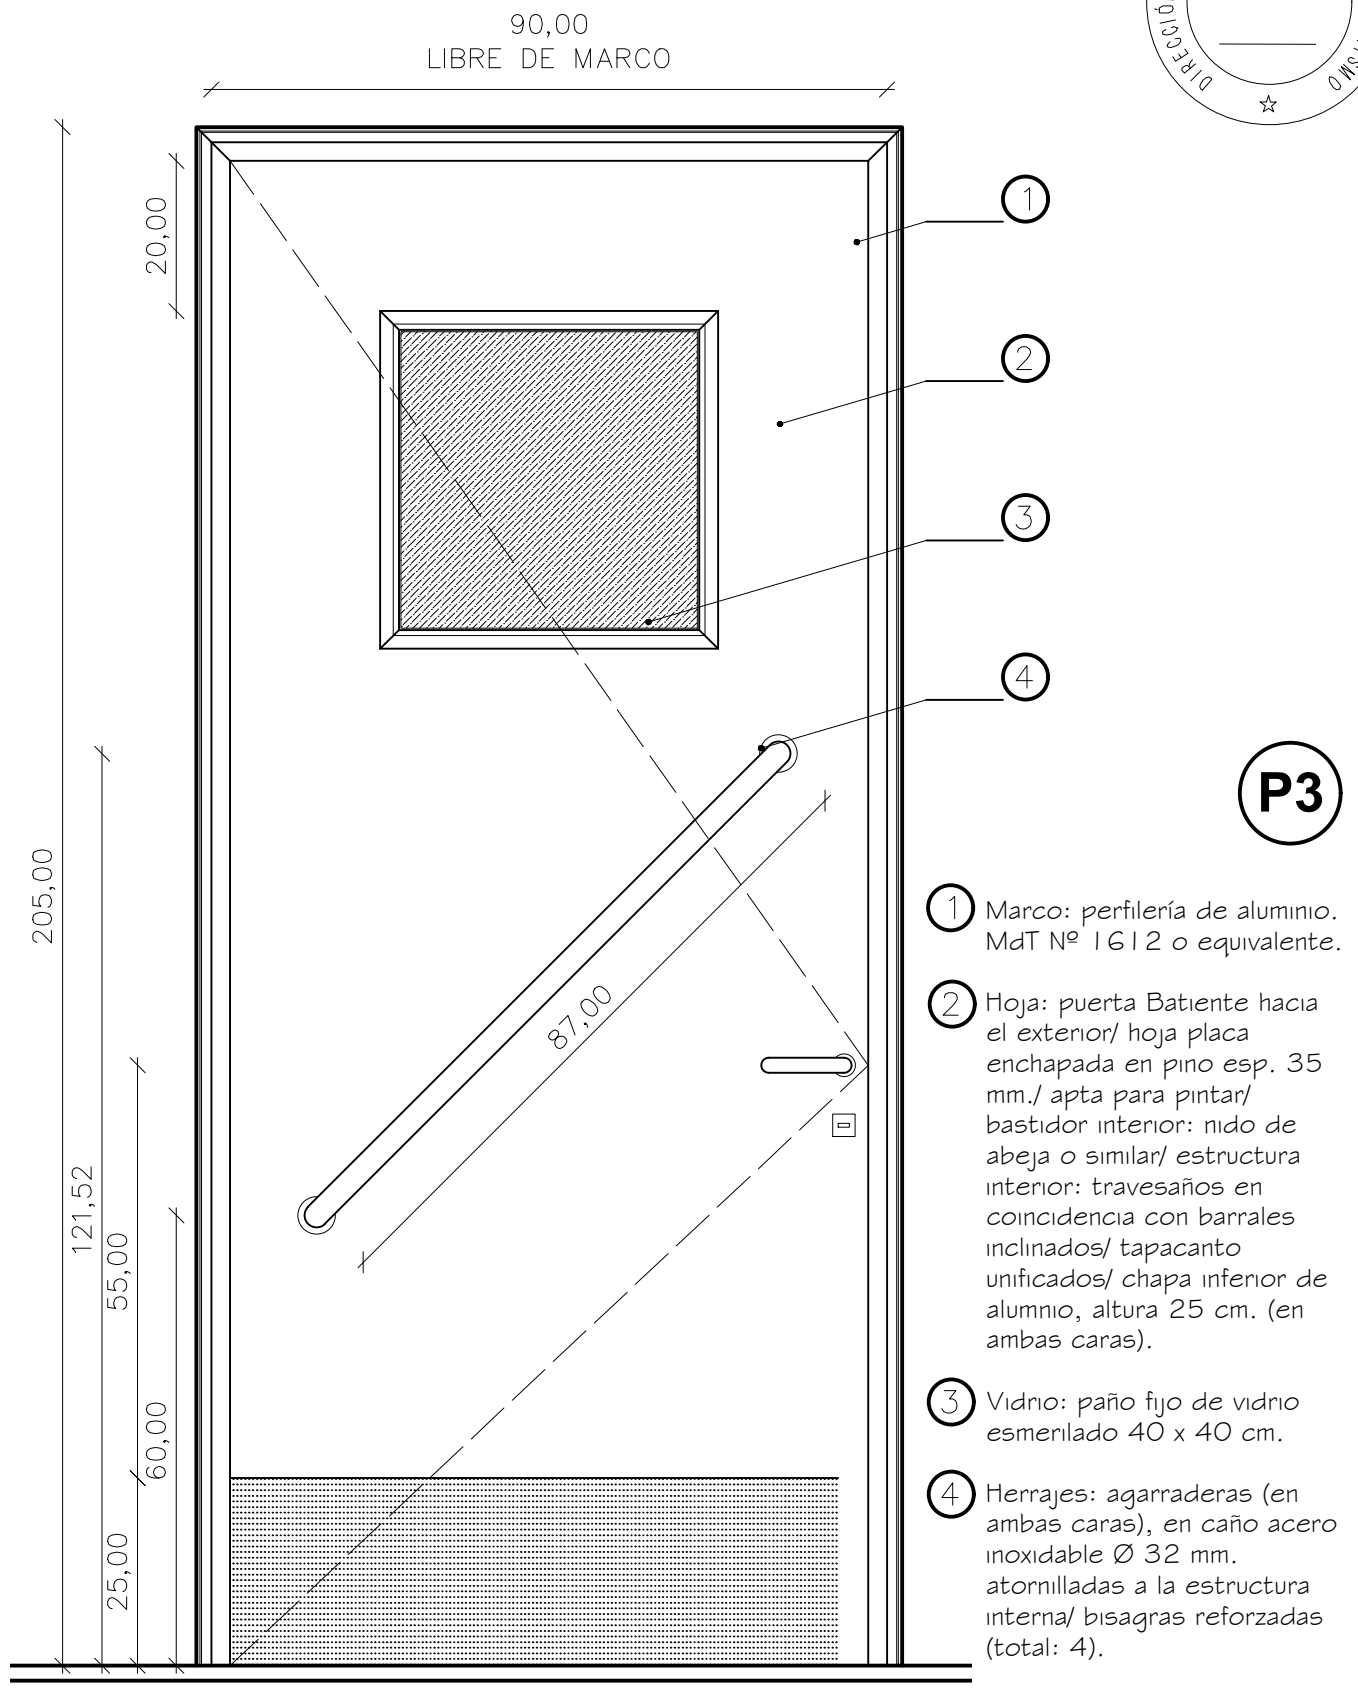 90,00
LIBRE DE MARCO
20,00
205,00
121,52
55,00
60,00
25,00
87,00
1
2
3
4
P3
1 Marco: perfilería de aluminio.
MdT Nº 1612 o equivalente.
2 Hoja: puerta Batiente hacia
el exterior/ hoja placa
enchapada en pino esp. 35
mm./ apta para pintar/
bastidor interior: nido de
abeja o similar/ estructura
interior: travesaños en
coincidencia con barrales
inclinados/ tapacanto
unificados/ chapa inferior de
alumnio, altura 25 cm. (en
ambas caras).
3 Vidrio: paño fijo de vidrio
esmerilado 40 x 40 cm.
4 Herrajes: agarraderas (en
ambas caras), en caño acero
inoxidable Ø 32 mm.
atornilladas a la estructura
interna/ bisagras reforzadas
(total: 4).